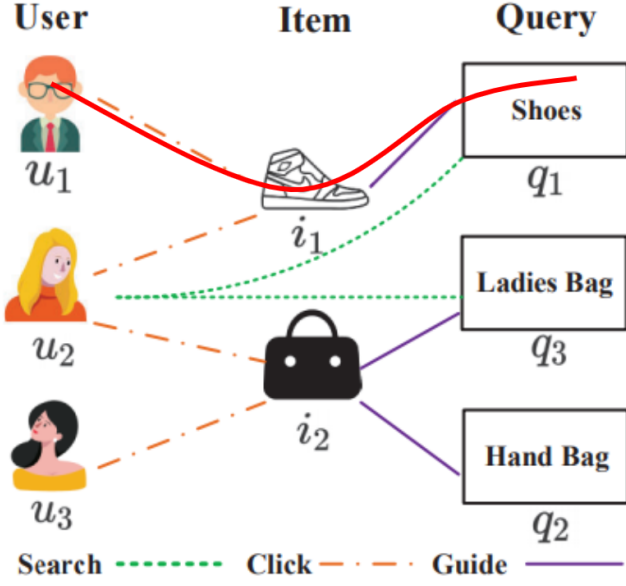 User Item Query
Shoes
u1 q1
i1
Ladies Bag
u2 q3
i2
Hand Bag
u3 q2
Search Click Guide